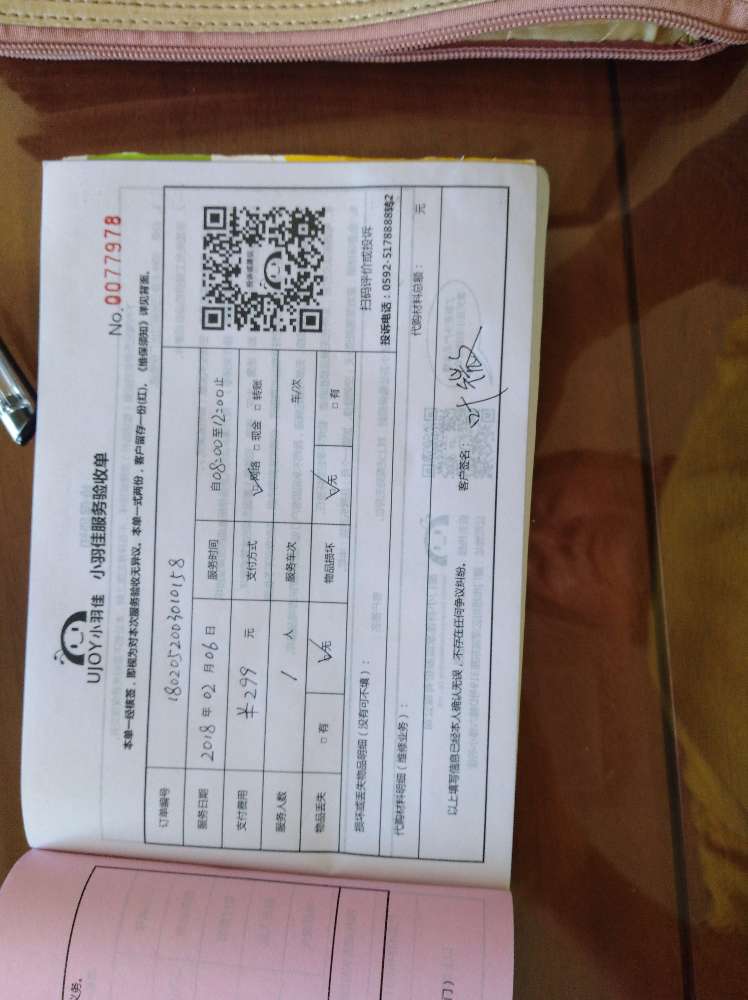 No. 0077978
UJOY小羽佳 小羽佳服务验收单
本单一经核签，即视为对本次服务验收无异议。本单一式两份，客户留存一份(红)，《维保须知》详见背面。
订单编号 1802052003010158
服务日期 2018 年 02 月 06 日 服务时间 自08:00至12:00止
支付费用 ¥299 元 支付方式 ☑网络 □现金 □转账
服务人数 1 人 服务车次 车/次
物品丢失 □有 ☑无 物品损坏 ☑无 □有
扫码评价或投诉
投诉电话：0592-5178888转2
损坏或丢失物品明细（没有可不填）：
代购材料明细（维修业务）： 代购材料总额： 元
以上填写信息已经本人确认无误，不存在任何争议纠纷。 客户签名：